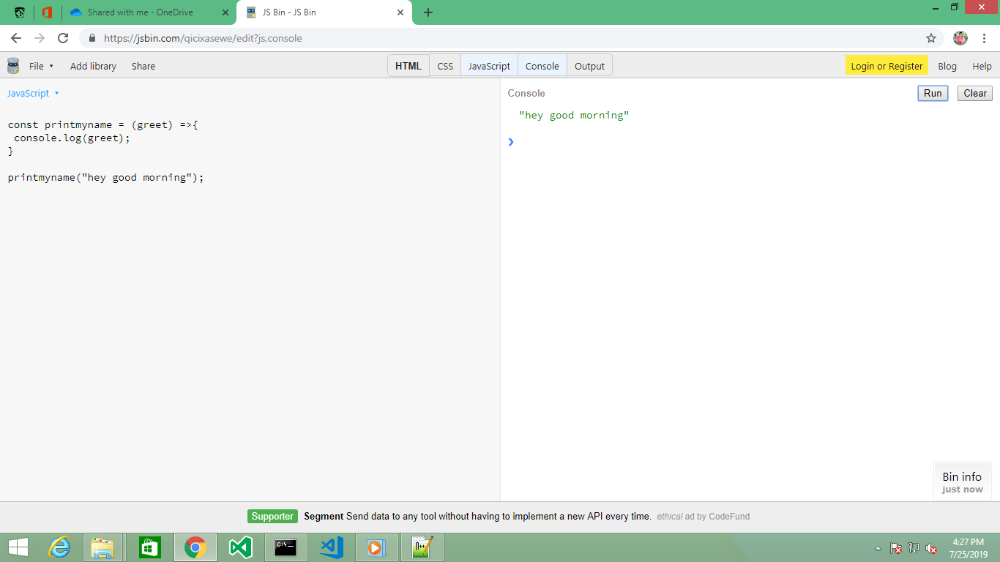 Shared with me - OneDrive
JS Bin - JS Bin
https://jsbin.com/qicixasewe/edit?js,console
File Add library Share HTML CSS JavaScript Console Output Login or Register Blog Help
JavaScript
const printmyname = (greet) =>{
 console.log(greet);
}
printmyname("hey good morning");
Console Run Clear
"hey good morning"
Bin info
just now
Supporter Segment Send data to any tool without having to implement a new API every time. ethical ad by CodeFund
4:27 PM
7/25/2019